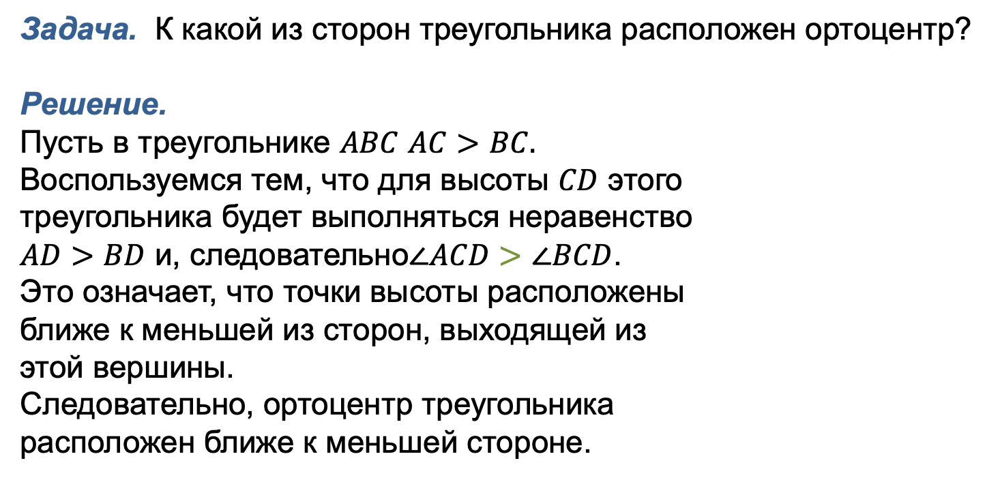 Задача. К какой из сторон треугольника расположен ортоцентр?
Решение.
Пусть в треугольнике ABC AC > BC.
Воспользуемся тем, что для высоты CD этого
треугольника будет выполняться неравенство
AD > BD и, следовательно∠ACD > ∠BCD.
Это означает, что точки высоты расположены
ближе к меньшей из сторон, выходящей из
этой вершины.
Следовательно, ортоцентр треугольника
расположен ближе к меньшей стороне.